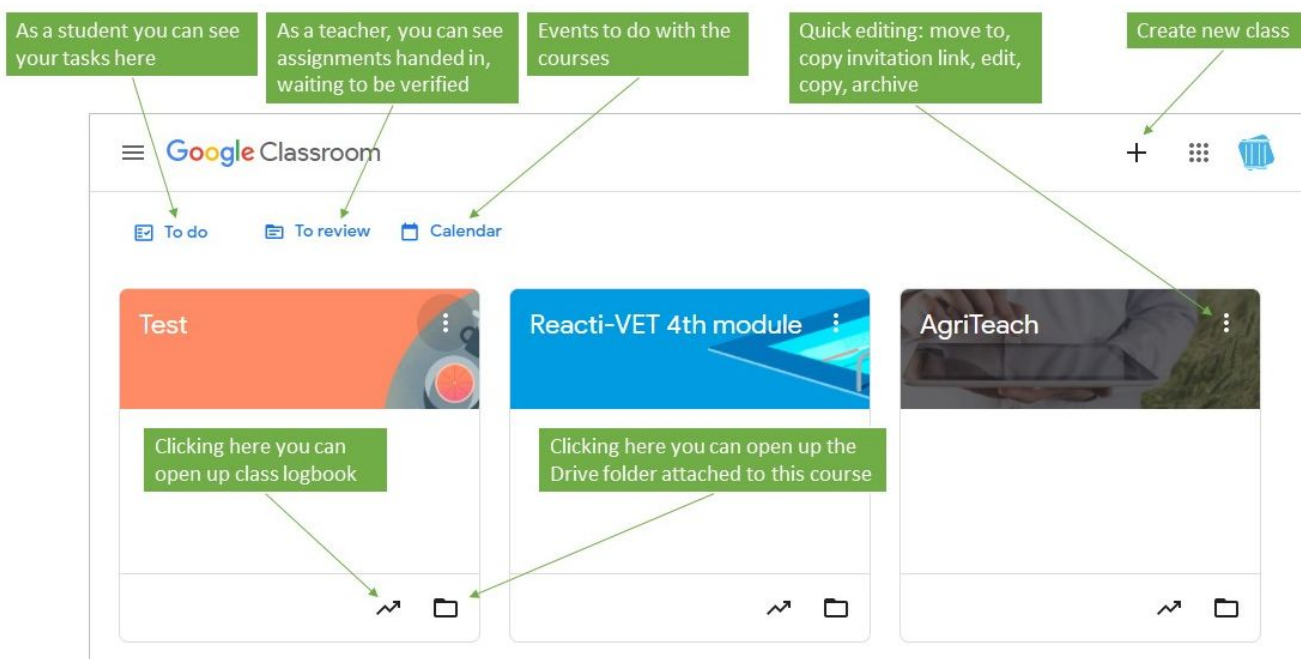 As a student you can see
your tasks here
As a teacher, you can see
assignments handed in,
waiting to be verified
Events to do with the
courses
Quick editing: move to,
copy invitation link, edit,
copy, archive
Create new class
Google Classroom
To do
To review
Calendar
Test
Reacti-VET 4th module
AgriTeach
Clicking here you can
open up class logbook
Clicking here you can open up the
Drive folder attached to this course